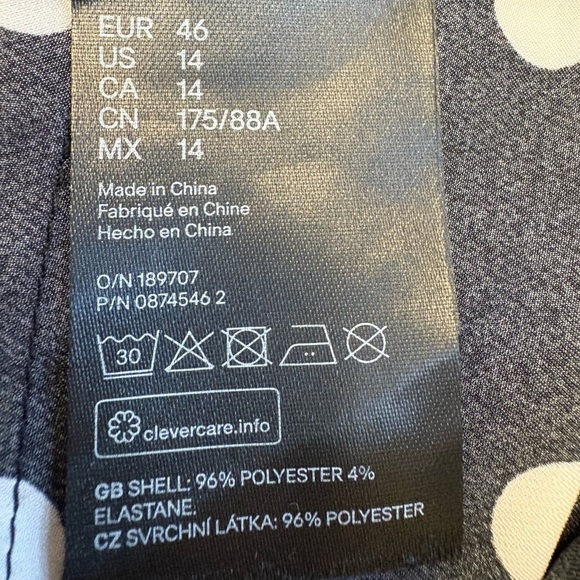 EUR 46
US 14
CA 14
CN 175/88A
MX 14
Made in China
Fabriqué en Chine
Hecho en China
O/N 189707
P/N 0874546 2
30
clevercare.info
GB SHELL: 96% POLYESTER 4%
ELASTANE.
CZ SVRCHNÍ LÁTKA: 96% POLYESTER